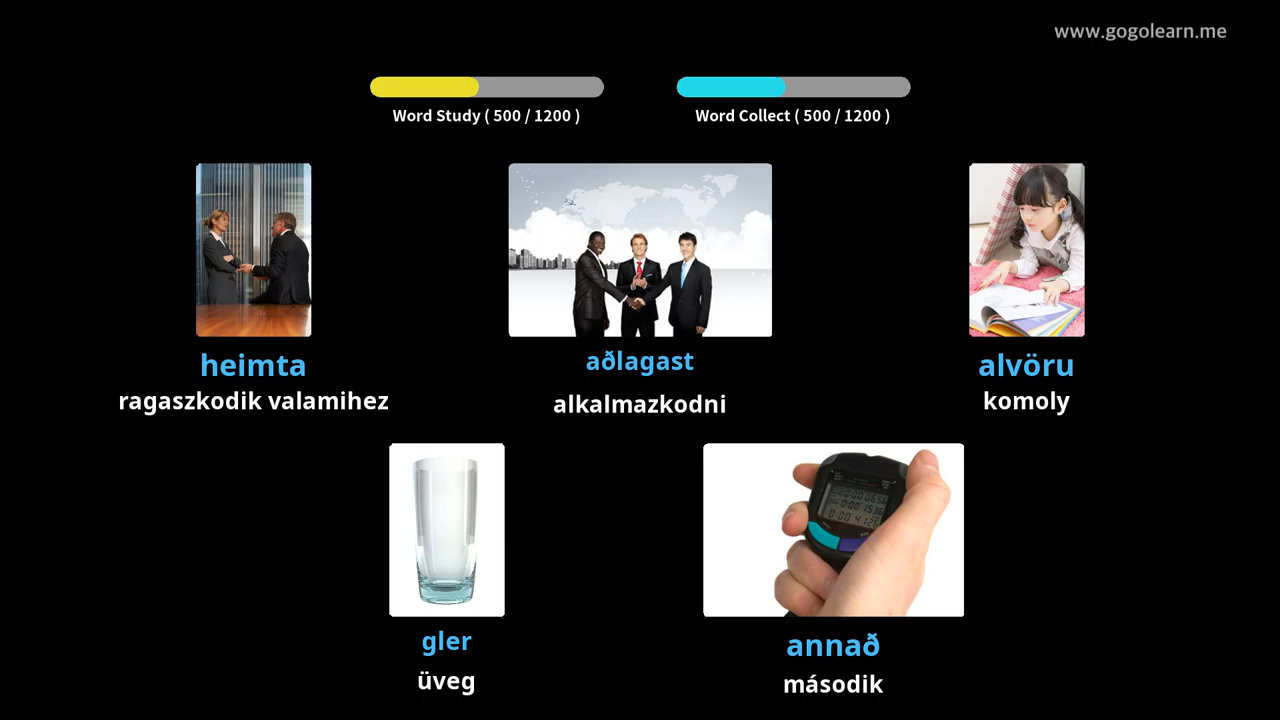 www.gogolearn.me
Word Study ( 500 / 1200 )
Word Collect ( 500 / 1200 )
heimta
ragaszkodik valamihez
aðlagast
alkalmazkodni
alvöru
komoly
gler
üveg
annað
második